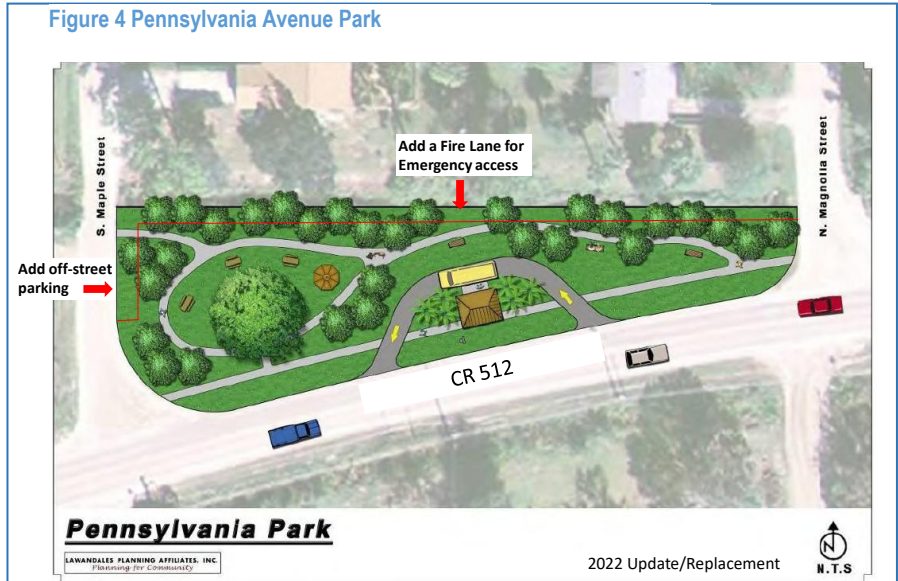 Figure 4 Pennsylvania Avenue Park
S. Maple Street
Add a Fire Lane for
Emergency access
N. Magnolia Street
Add off-street
parking
CR 512
Pennsylvania Park
LAWANDALES PLANNING AFFILIATES, INC.
Planning for Community
2022 Update/Replacement
N
N.T.S